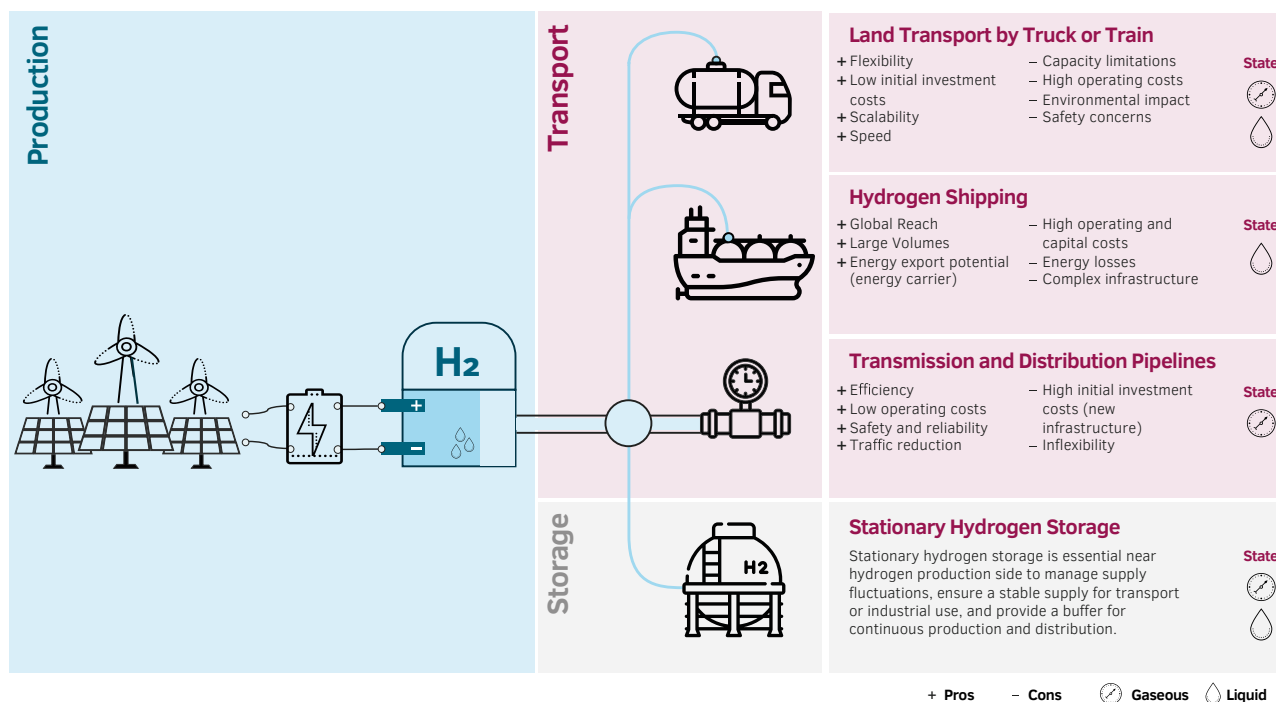 Production
H2
+
–
Transport
Land Transport by Truck or Train
+ Flexibility
+ Low initial investment
costs
+ Scalability
+ Speed
– Capacity limitations
– High operating costs
– Environmental impact
– Safety concerns
State
Hydrogen Shipping
+ Global Reach
+ Large Volumes
+ Energy export potential
(energy carrier)
– High operating and
capital costs
– Energy losses
– Complex infrastructure
State
Transmission and Distribution Pipelines
+ Efficiency
+ Low operating costs
+ Safety and reliability
+ Traffic reduction
– High initial investment
costs (new
infrastructure)
– Inflexibility
State
Storage
H2
Stationary Hydrogen Storage
Stationary hydrogen storage is essential near
hydrogen production side to manage supply
fluctuations, ensure a stable supply for transport
or industrial use, and provide a buffer for
continuous production and distribution.
State
+ Pros – Cons Gaseous Liquid